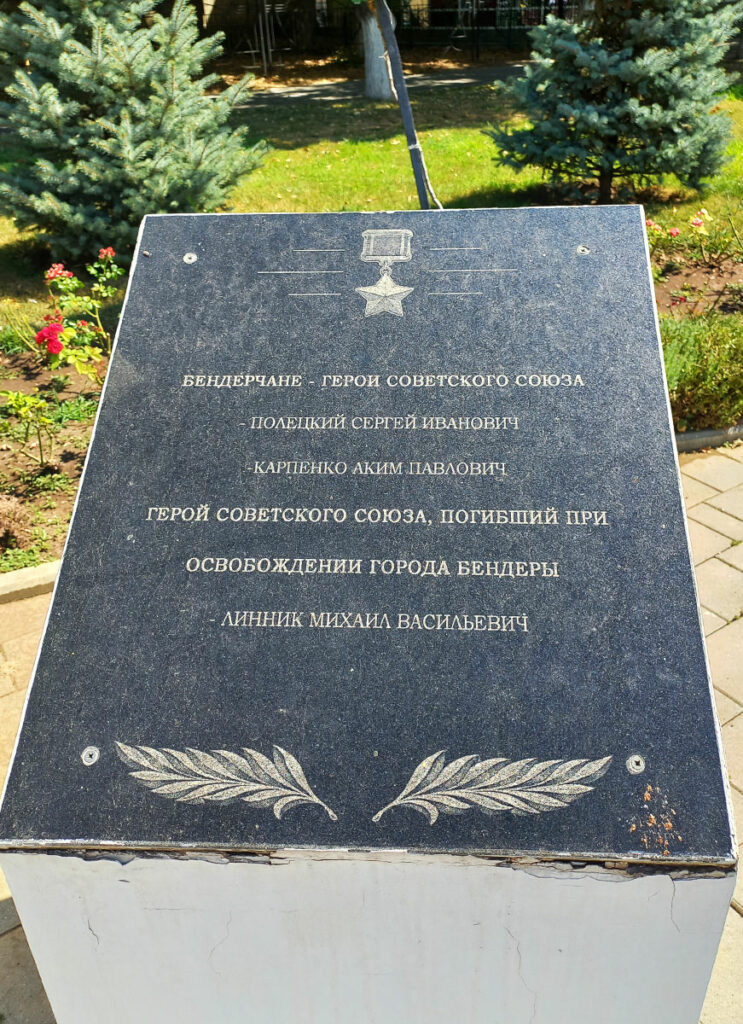 БЕНДЕРЧАНЕ - ГЕРОИ СОВЕТСКОГО СОЮЗА
- ПОЛЕЦКИЙ СЕРГЕЙ ИВАНОВИЧ
-КАРПЕНКО АКИМ ПАВЛОВИЧ
ГЕРОЙ СОВЕТСКОГО СОЮЗА, ПОГИБШИЙ ПРИ
ОСВОБОЖДЕНИИ ГОРОДА БЕНДЕРЫ
- ЛИННИК МИХАИЛ ВАСИЛЬЕВИЧ